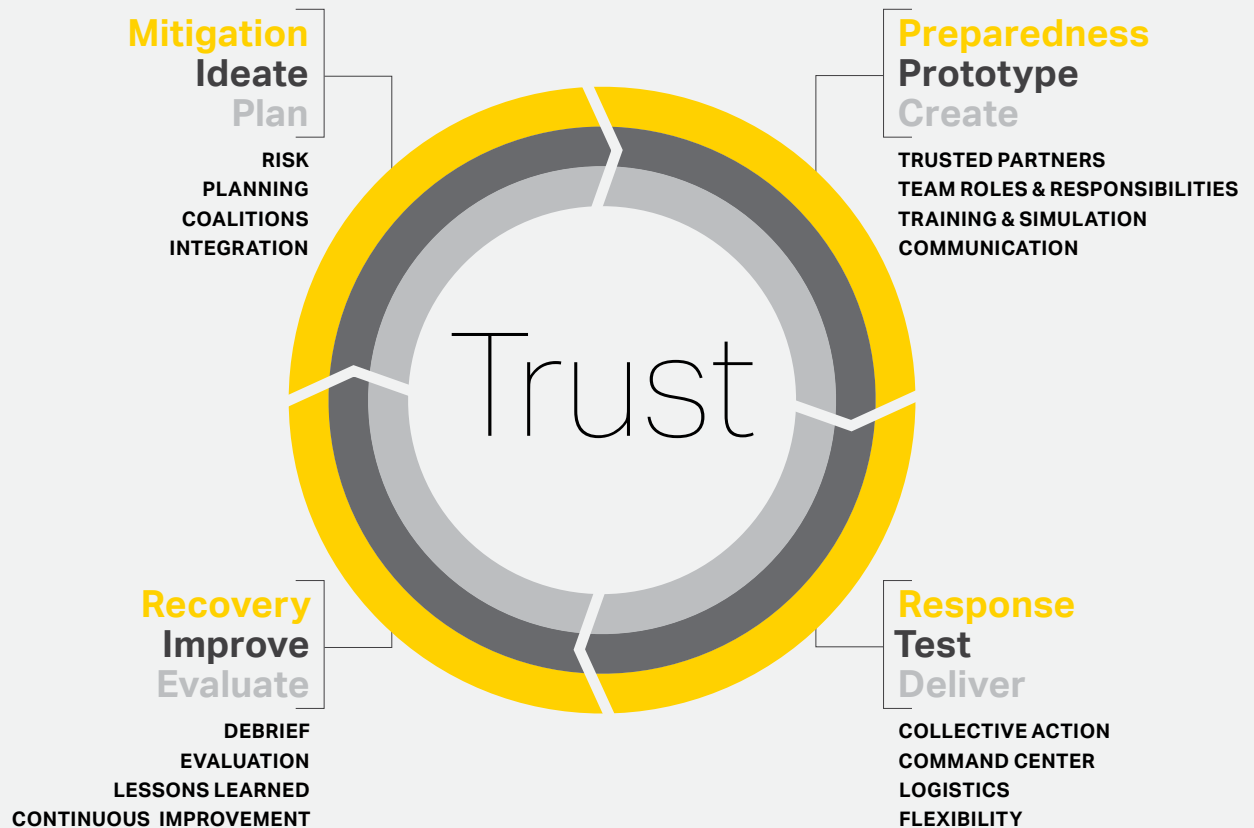 Mitigation
Ideate
Plan
RISK
PLANNING
COALITIONS
INTEGRATION
Preparedness
Prototype
Create
TRUSTED PARTNERS
TEAM ROLES & RESPONSIBILITIES
TRAINING & SIMULATION
COMMUNICATION
Trust
Recovery
Improve
Evaluate
DEBRIEF
EVALUATION
LESSONS LEARNED
CONTINUOUS IMPROVEMENT
Response
Test
Deliver
COLLECTIVE ACTION
COMMAND CENTER
LOGISTICS
FLEXIBILITY